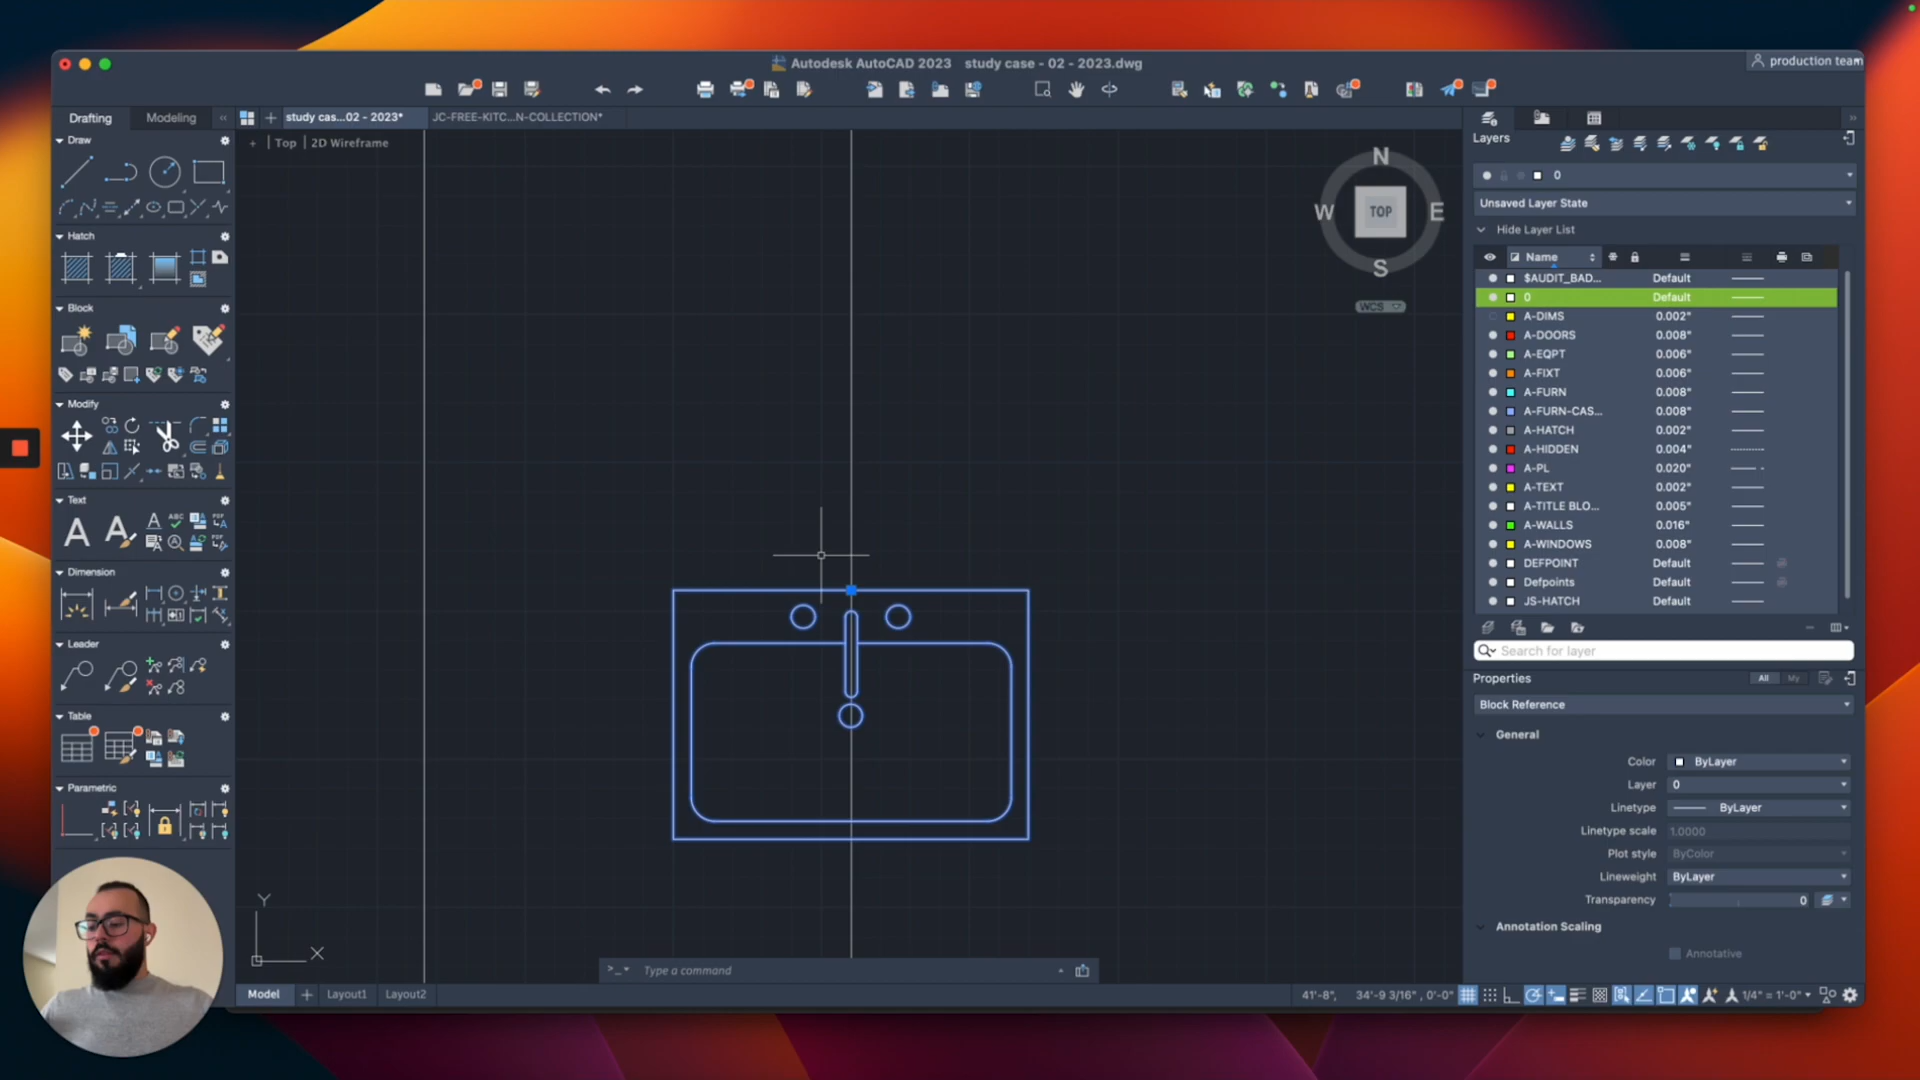 Autodesk AutoCAD 2023 study case - 02 - 2023.dwg
production team
Drafting
Modeling
study cas...02 - 2023*
JC-FREE-KITC...N-COLLECTION*
Top
2D Wireframe
Draw
Hatch
Block
Modify
Text
Dimension
Leader
Table
Parametric
N
W
TOP
E
S
WCS
Layers
0
Unsaved Layer State
Hide Layer List
Name
$AUDIT_BAD... Default
0 Default
A-DIMS 0.002"
A-DOORS 0.008"
A-EQPT 0.006"
A-FIXT 0.006"
A-FURN 0.008"
A-FURN-CAS... 0.008"
A-HATCH 0.002"
A-HIDDEN 0.004"
A-PL 0.020"
A-TEXT 0.002"
A-TITLE BLO... 0.005"
A-WALLS 0.016"
A-WINDOWS 0.008"
DEFPOINT Default
Defpoints Default
JS-HATCH Default
Search for layer
Properties All My
Block Reference
General
Color ByLayer
Layer 0
Linetype ByLayer
Linetype scale 1.0000
Plot style ByColor
Lineweight ByLayer
Transparency 0
Annotation Scaling
Annotative
Y
X
Type a command
Model
Layout1
Layout2
41'-8", 34'-9 3/16" , 0'-0"
1/4" = 1'-0"